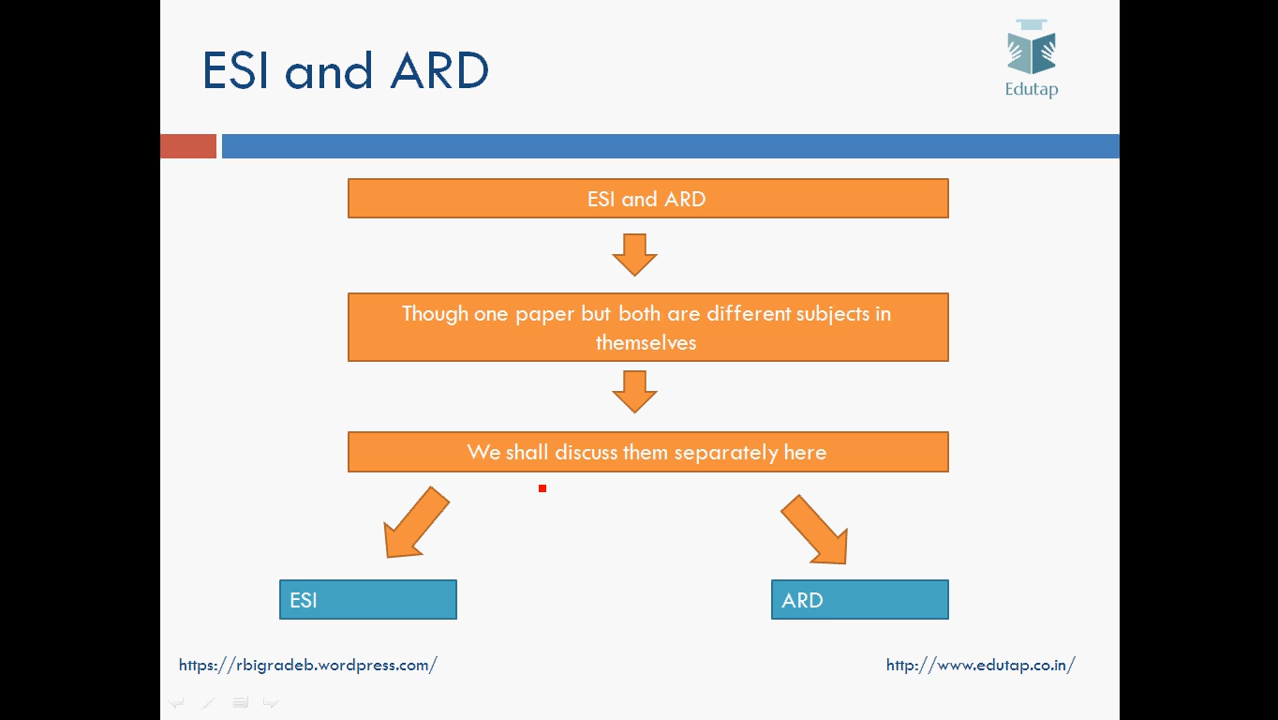 ESI and ARD
Edutap
ESI and ARD
Though one paper but both are different subjects in
themselves
We shall discuss them separately here
ESI
ARD
https://rbigradeb.wordpress.com/
http://www.edutap.co.in/